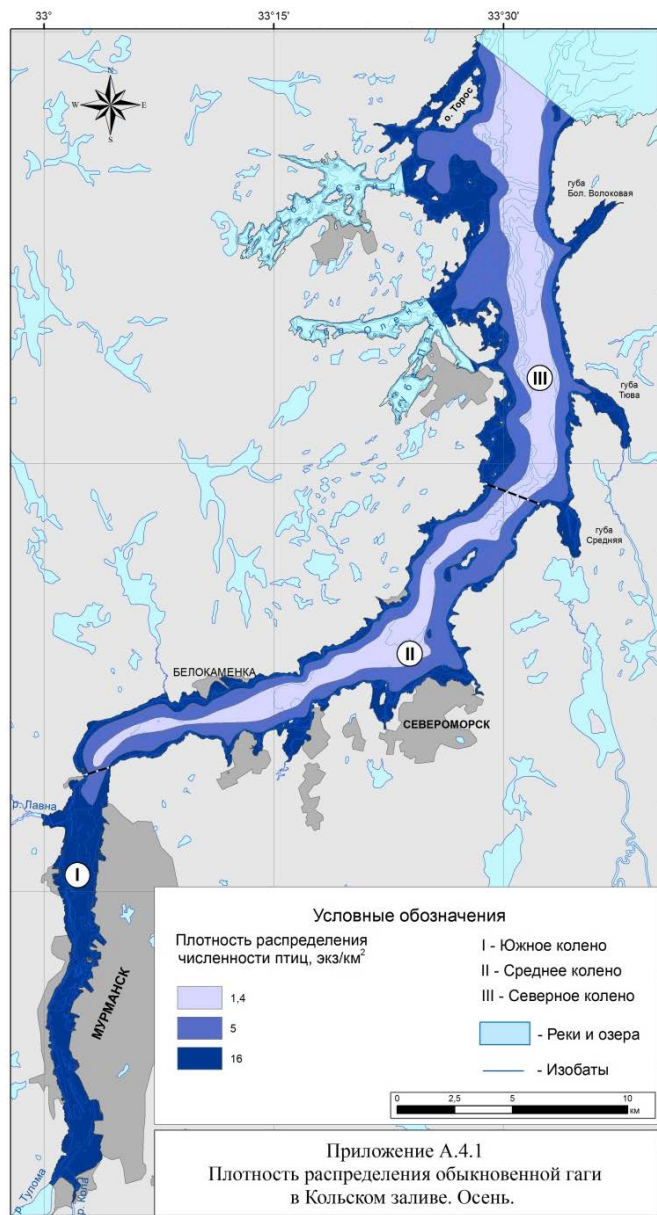 33°
33°15'
33°30'
N
W E
S
о. Торос
губа
Бол. Волоковая
губа
Тюва
III
губа
Средняя
II
БЕЛОКАМЕНКА
СЕВЕРОМОРСК
р. Лавна
I
МУРМАНСК
р. Тулома
р. Кола
Условные обозначения
Плотность распределения
численности птиц, экз/км²
1,4
5
16
I - Южное колено
II - Среднее колено
III - Северное колено
- Реки и озера
- Изобаты
0 2,5 5 10
км
Приложение А.4.1
Плотность распределения обыкновенной гаги
в Кольском заливе. Осень.